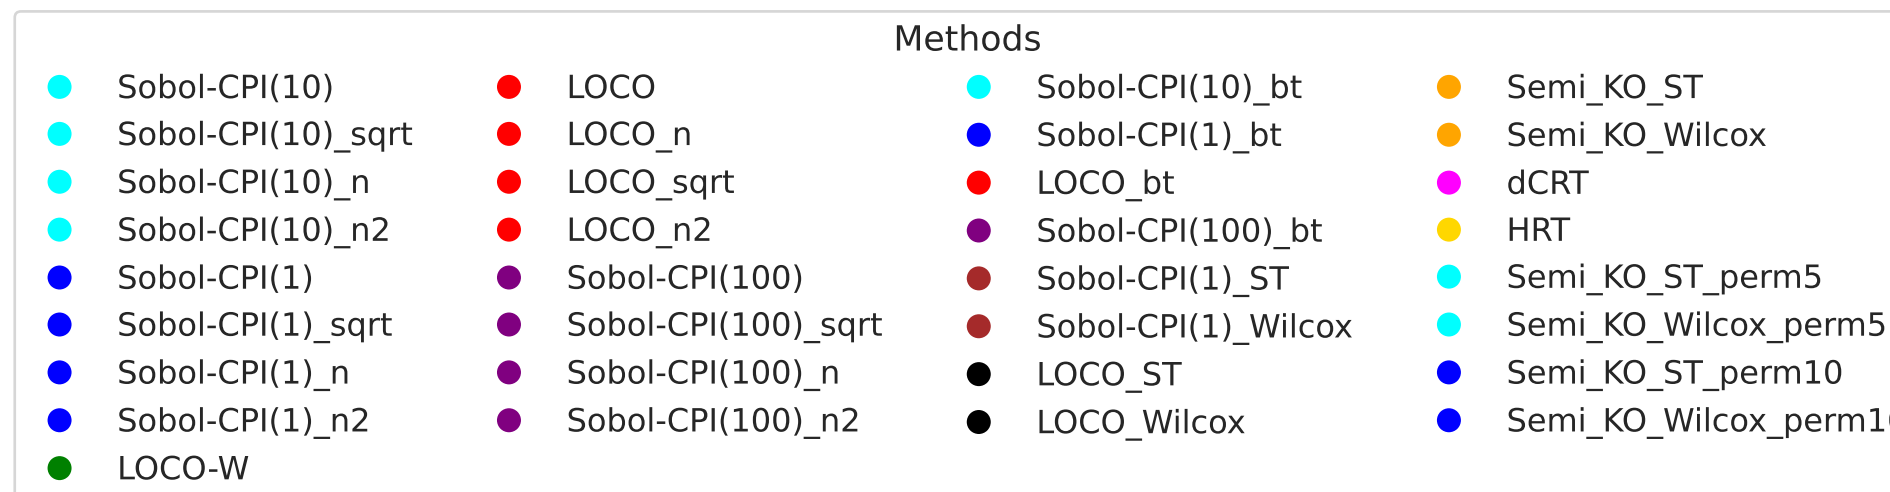 Methods
Sobol-CPI(10)
Sobol-CPI(10)_sqrt
Sobol-CPI(10)_n
Sobol-CPI(10)_n2
Sobol-CPI(1)
Sobol-CPI(1)_sqrt
Sobol-CPI(1)_n
Sobol-CPI(1)_n2
LOCO-W
LOCO
LOCO_n
LOCO_sqrt
LOCO_n2
Sobol-CPI(100)
Sobol-CPI(100)_sqrt
Sobol-CPI(100)_n
Sobol-CPI(100)_n2
Sobol-CPI(10)_bt
Sobol-CPI(1)_bt
LOCO_bt
Sobol-CPI(100)_bt
Sobol-CPI(1)_ST
Sobol-CPI(1)_Wilcox
LOCO_ST
LOCO_Wilcox
Semi_KO_ST
Semi_KO_Wilcox
dCRT
HRT
Semi_KO_ST_perm5
Semi_KO_Wilcox_perm5
Semi_KO_ST_perm10
Semi_KO_Wilcox_perm10